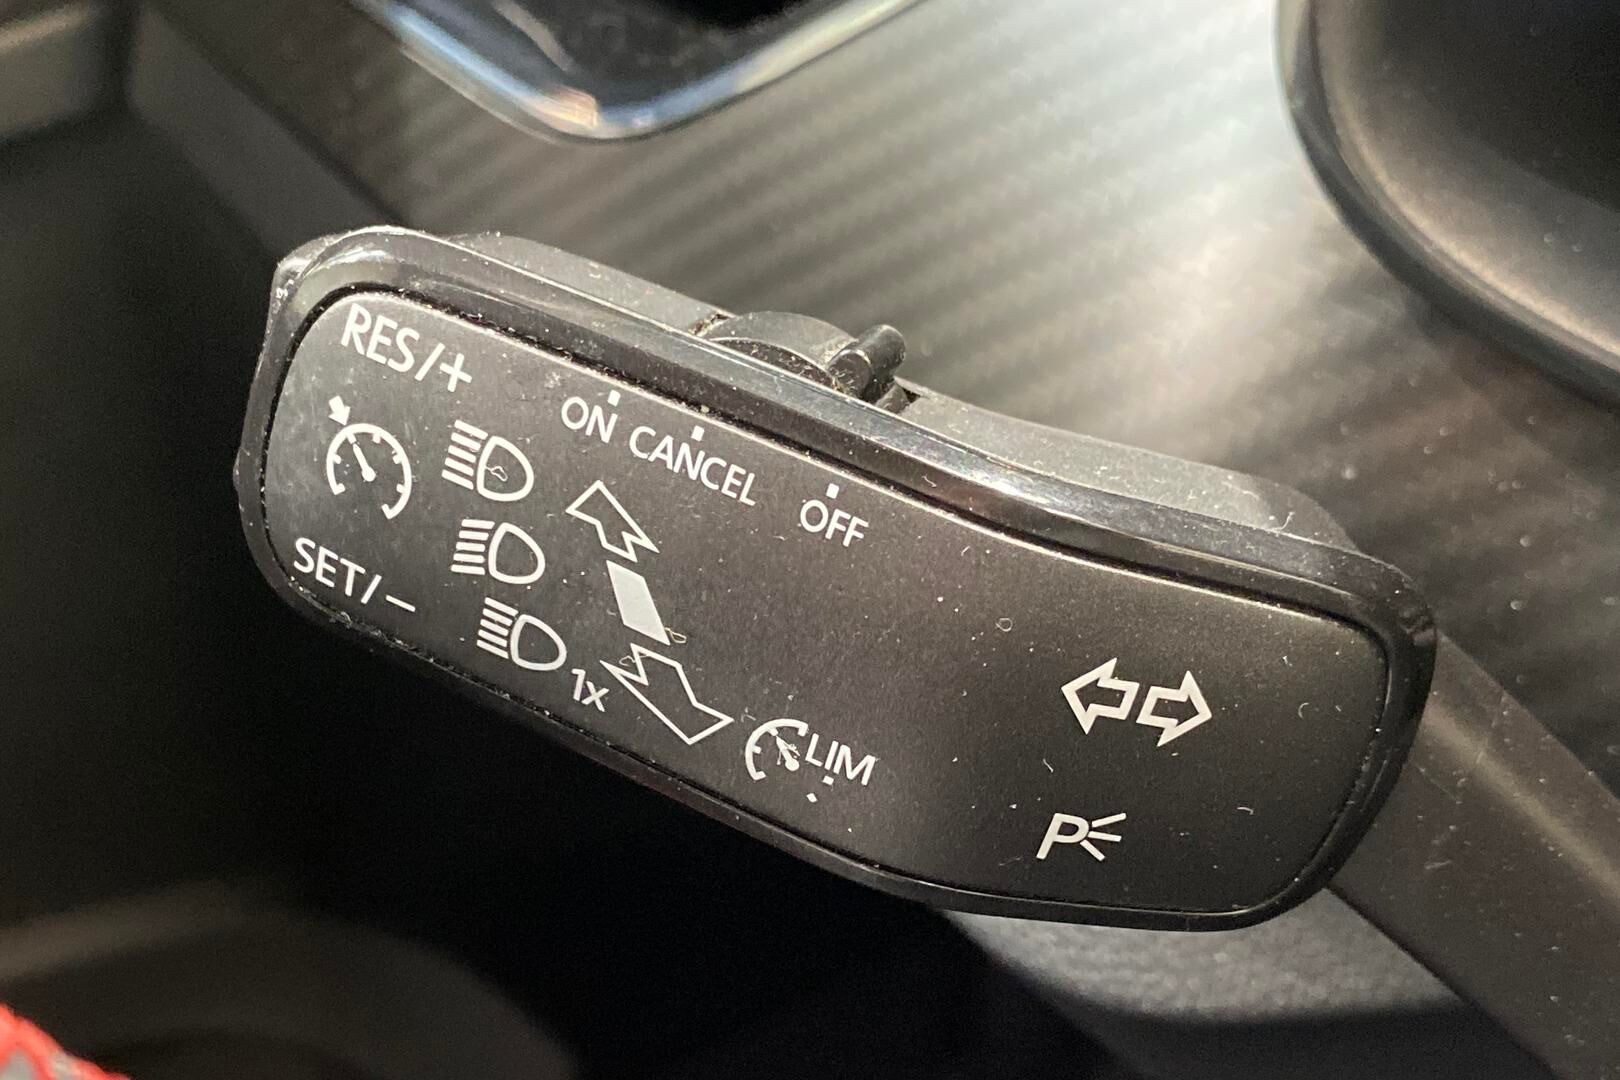 RES/+
ON CANCEL OFF
SET/-
1x
LIM
P